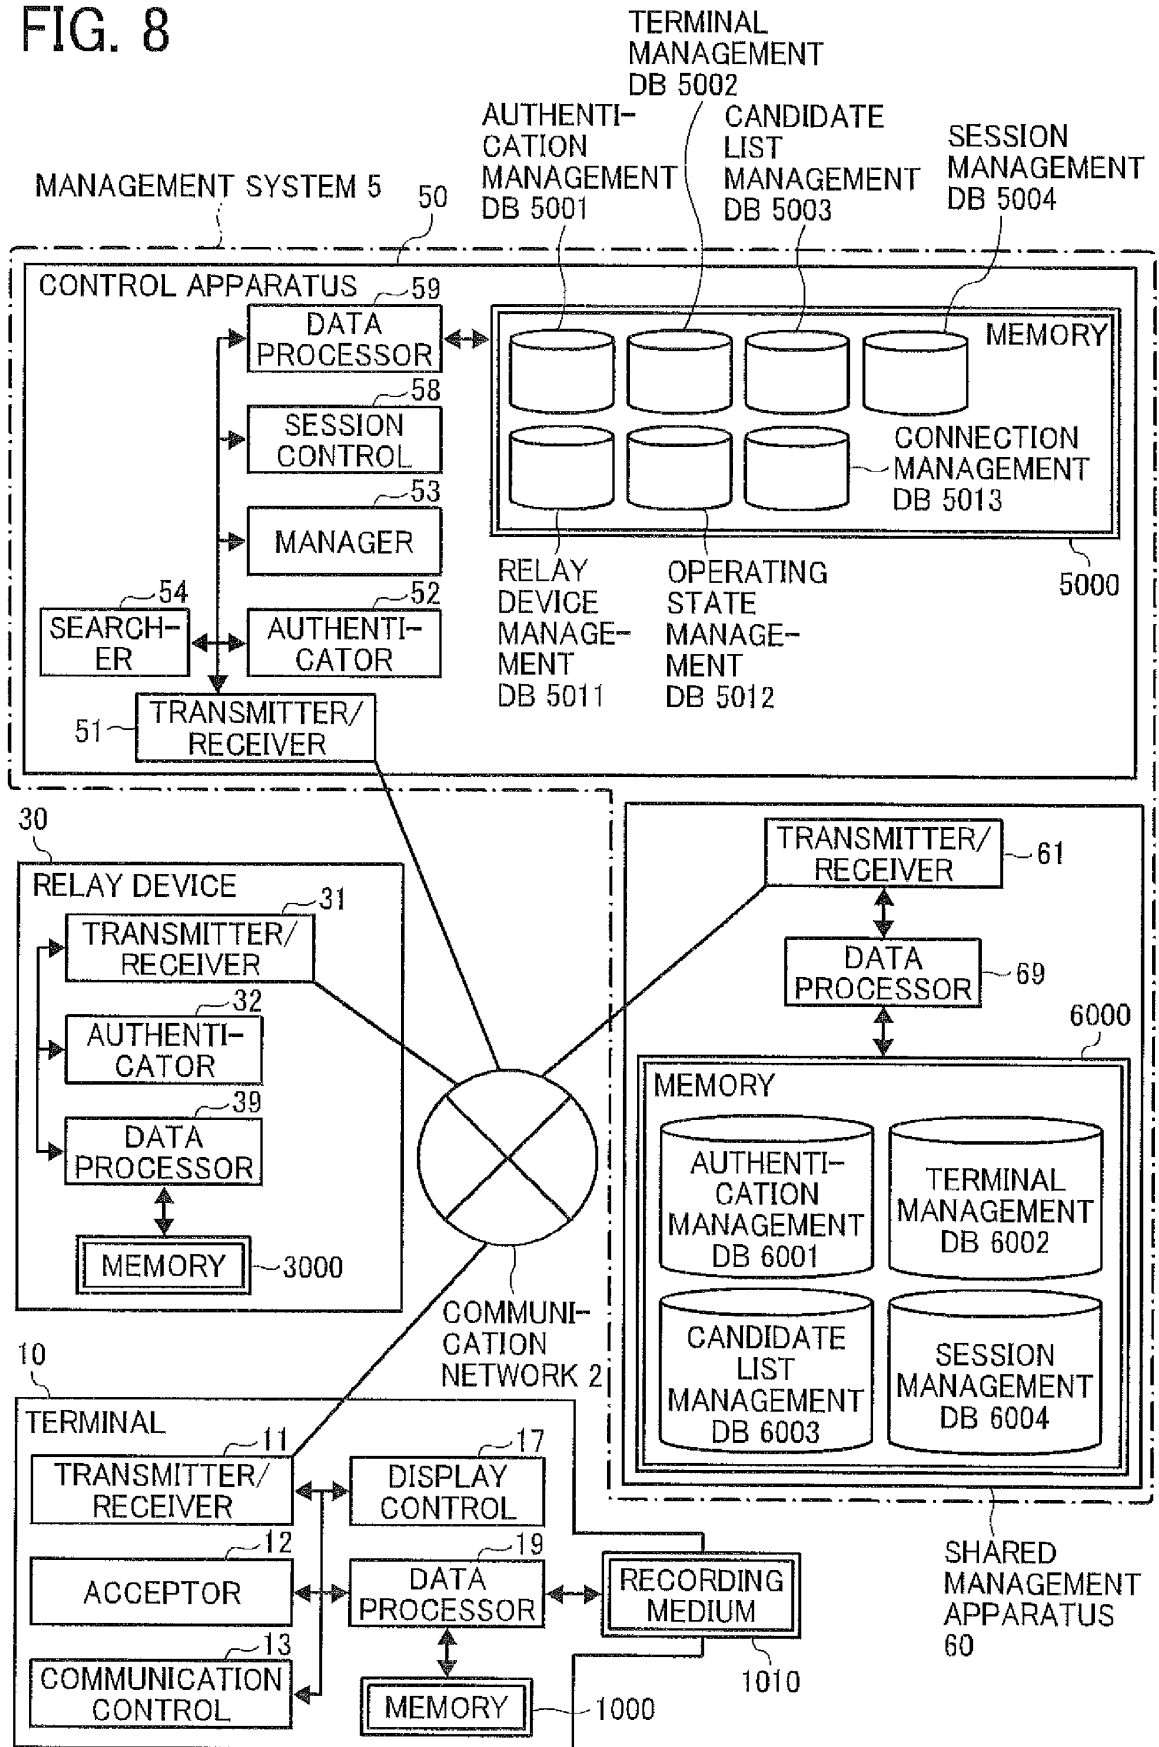 FIG. 8
TERMINAL
MANAGEMENT
DB 5002
AUTHENTI-
CATION
MANAGEMENT
DB 5001
CANDIDATE
LIST
MANAGEMENT
DB 5003
SESSION
MANAGEMENT
DB 5004
MANAGEMENT SYSTEM 5
50
CONTROL APPARATUS
59
DATA
PROCESSOR
MEMORY
58
SESSION
CONTROL
CONNECTION
MANAGEMENT
DB 5013
53
MANAGER
5000
RELAY
DEVICE
MANAGE-
MENT
DB 5011
OPERATING
STATE
MANAGE-
MENT
DB 5012
54
SEARCH-
ER
52
AUTHENTI-
CATOR
51
TRANSMITTER/
RECEIVER
30
RELAY DEVICE
31
TRANSMITTER/
RECEIVER
32
AUTHENTI-
CATOR
39
DATA
PROCESSOR
MEMORY
3000
TRANSMITTER/
RECEIVER
61
DATA
PROCESSOR
69
6000
MEMORY
AUTHENTI-
CATION
MANAGEMENT
DB 6001
TERMINAL
MANAGEMENT
DB 6002
CANDIDATE
LIST
MANAGEMENT
DB 6003
SESSION
MANAGEMENT
DB 6004
COMMUNI-
CATION
NETWORK 2
10
TERMINAL
11
TRANSMITTER/
RECEIVER
17
DISPLAY
CONTROL
12
ACCEPTOR
19
DATA
PROCESSOR
RECORDING
MEDIUM
1010
13
COMMUNICATION
CONTROL
MEMORY
1000
SHARED
MANAGEMENT
APPARATUS
60